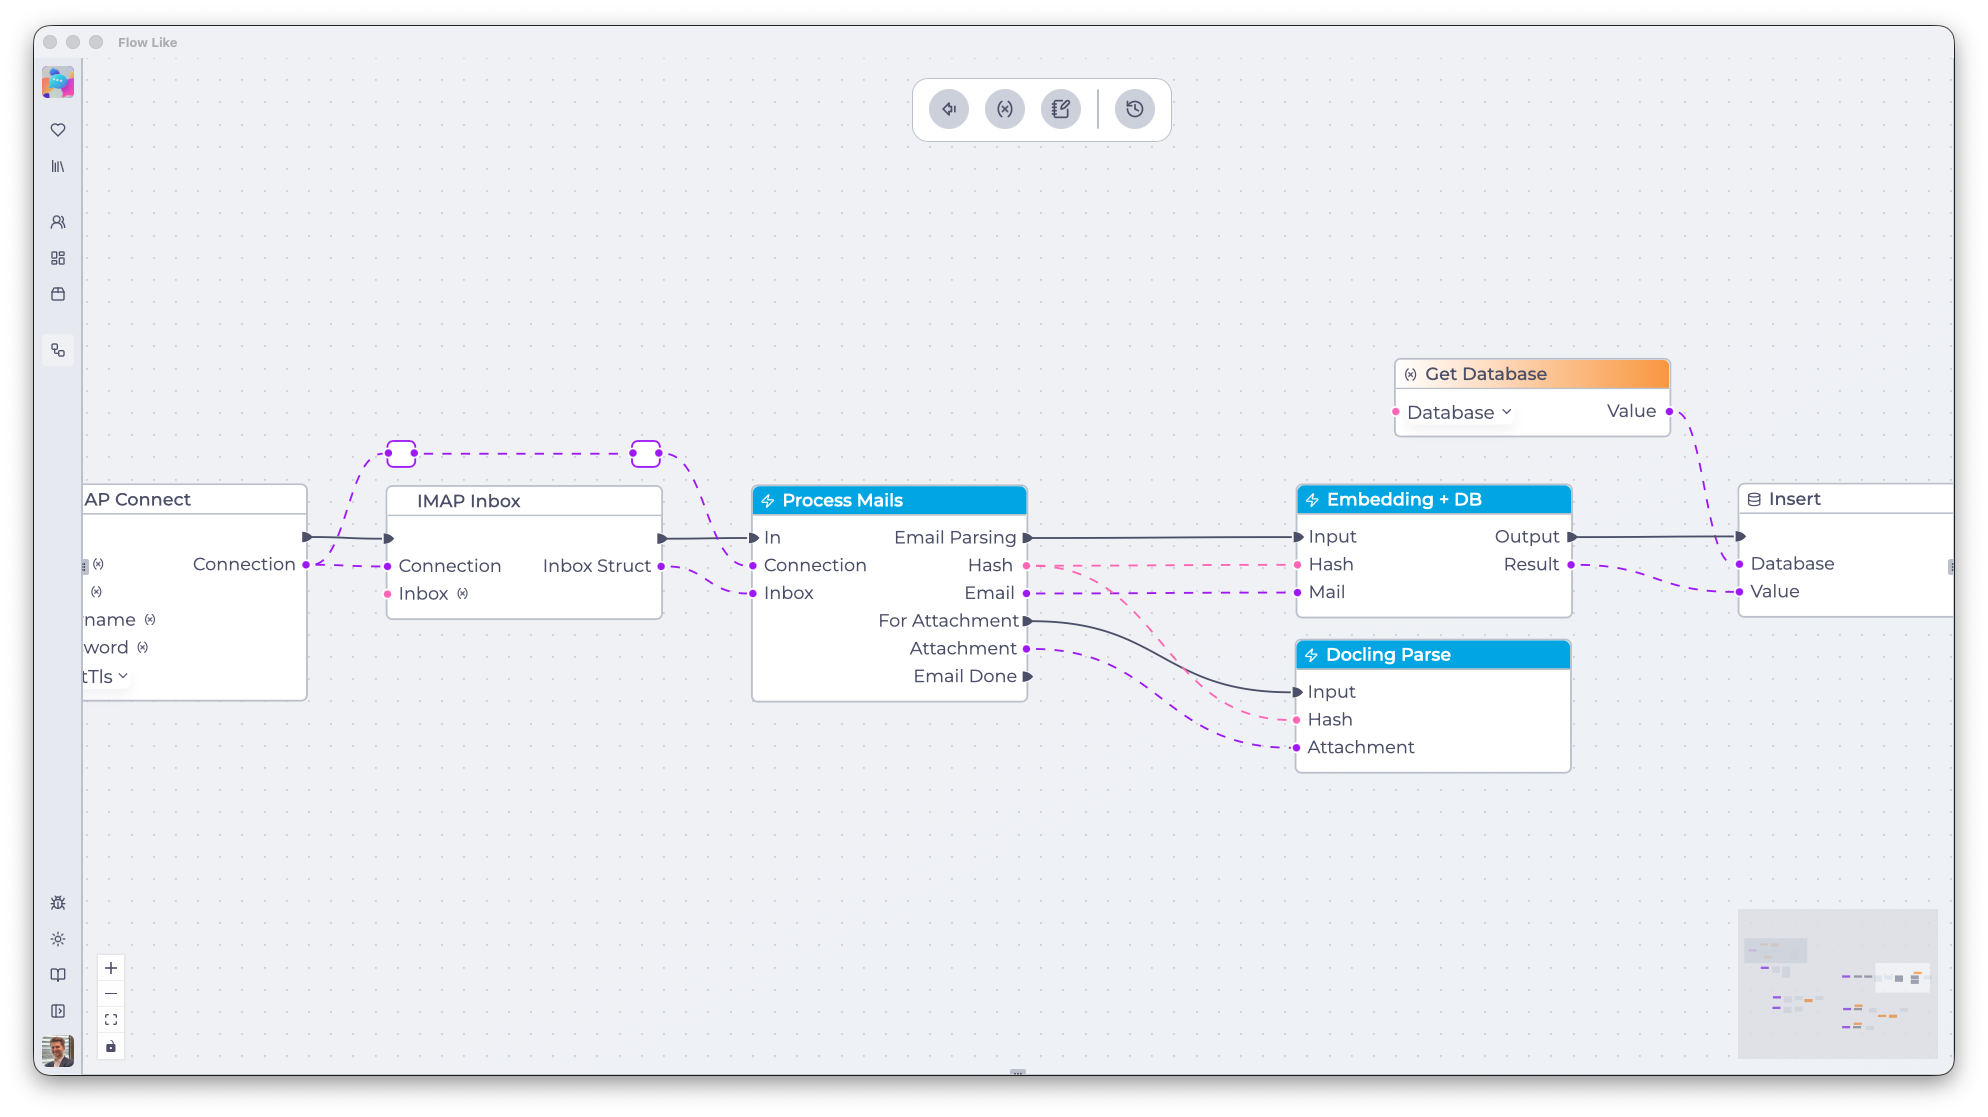 Flow Like
Get Database
Database
Value
AP Connect
Connection
name
word
tTls
IMAP Inbox
Connection
Inbox Struct
Inbox
Process Mails
In
Email Parsing
Connection
Hash
Inbox
Email
For Attachment
Attachment
Email Done
Embedding + DB
Input
Output
Hash
Result
Mail
Docling Parse
Input
Hash
Attachment
Insert
Database
Value